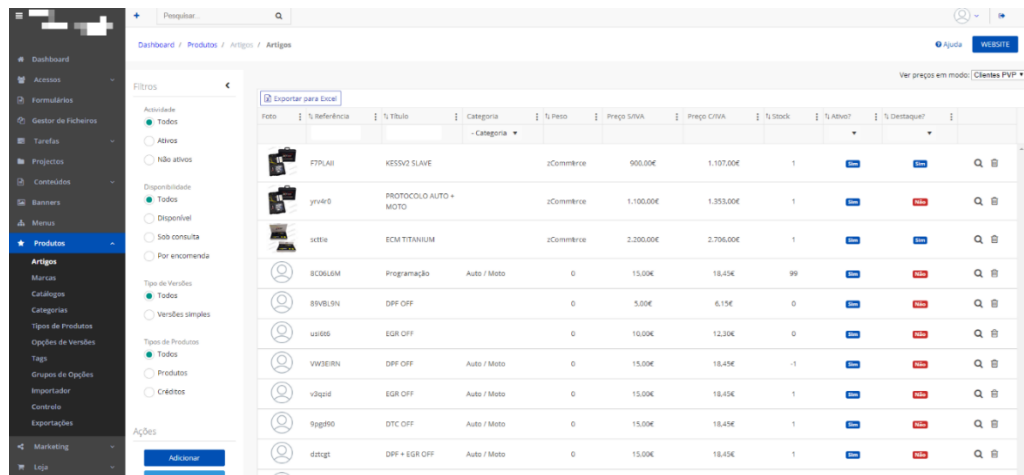 Pesquisar...
Dashboard / Produtos / Artigos / Artigos
Ajuda
WEBSITE
Dashboard
Acessos
Formulários
Gestor de Ficheiros
Tarefas
Projectos
Conteúdos
Banners
Menus
Produtos
Artigos
Marcas
Catálogos
Categorias
Tipos de Produtos
Opções de Versões
Tags
Grupos de Opções
Importador
Controlo
Exportações
Marketing
Loja
Filtros
Actividade
Todos
Ativos
Não ativos
Disponibilidade
Todos
Disponível
Sob consulta
Por encomenda
Tipo de Versões
Todos
Versões simples
Tipos de Produtos
Todos
Produtos
Créditos
Ações
Adicionar
Ver preços em modo: Clientes PVP
Exportar para Excel
Foto Referência Título Categoria Peso Preço S/IVA Preço C/IVA Stock Ativo? Destaque?
- Categoria
F7PLAII KESSV2 SLAVE zCommerce 900,00€ 1.107,00€ 1 Sim Sim
yrv4r0 PROTOCOLO AUTO + MOTO zCommerce 1.100,00€ 1.353,00€ 1 Sim Não
scttie ECM TITANIUM zCommerce 2.200,00€ 2.706,00€ 1 Sim Sim
8CD6L6M Programação Auto / Moto 0 15,00€ 18,45€ 99 Sim Não
89VBL9N DPF OFF 0 5,00€ 6,15€ 0 Sim Não
usi6t6 EGR OFF 0 10,00€ 12,30€ 0 Sim Não
VW3EIRN DPF OFF Auto / Moto 0 15,00€ 18,45€ -1 Sim Não
v3qzid EGR OFF Auto / Moto 0 15,00€ 18,45€ 1 Sim Não
9pgd90 DTC OFF Auto / Moto 0 15,00€ 18,45€ 1 Sim Não
dztcgt DPF + EGR OFF Auto / Moto 0 15,00€ 18,45€ 1 Sim Não